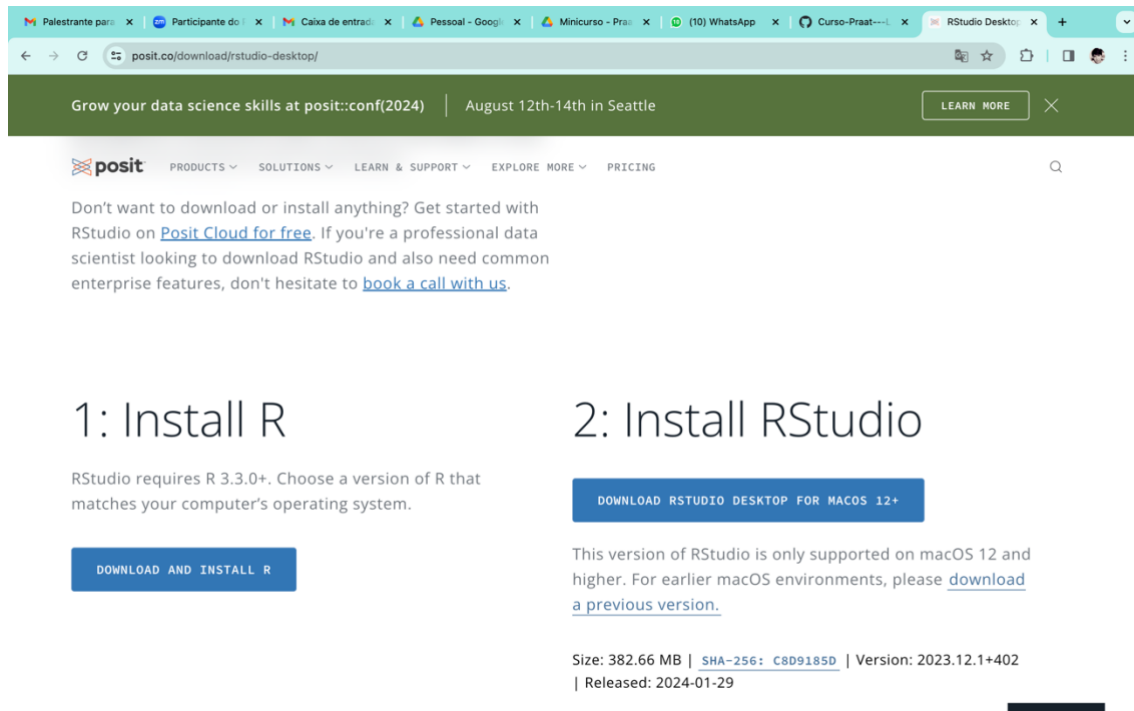 Palestrante para
Participante do
Caixa de entrada
Pessoal - Googl
Minicurso - Praa
(10) WhatsApp
Curso-Praat---L
RStudio Desktop
posit.co/download/rstudio-desktop/
Grow your data science skills at posit::conf(2024) | August 12th-14th in Seattle
LEARN MORE
posit PRODUCTS SOLUTIONS LEARN & SUPPORT EXPLORE MORE PRICING
Don't want to download or install anything? Get started with
RStudio on Posit Cloud for free. If you're a professional data
scientist looking to download RStudio and also need common
enterprise features, don't hesitate to book a call with us.
1: Install R
RStudio requires R 3.3.0+. Choose a version of R that
matches your computer's operating system.
DOWNLOAD AND INSTALL R
2: Install RStudio
DOWNLOAD RSTUDIO DESKTOP FOR MACOS 12+
This version of RStudio is only supported on macOS 12 and
higher. For earlier macOS environments, please download
a previous version.
Size: 382.66 MB | SHA-256: C8D9185D | Version: 2023.12.1+402
| Released: 2024-01-29